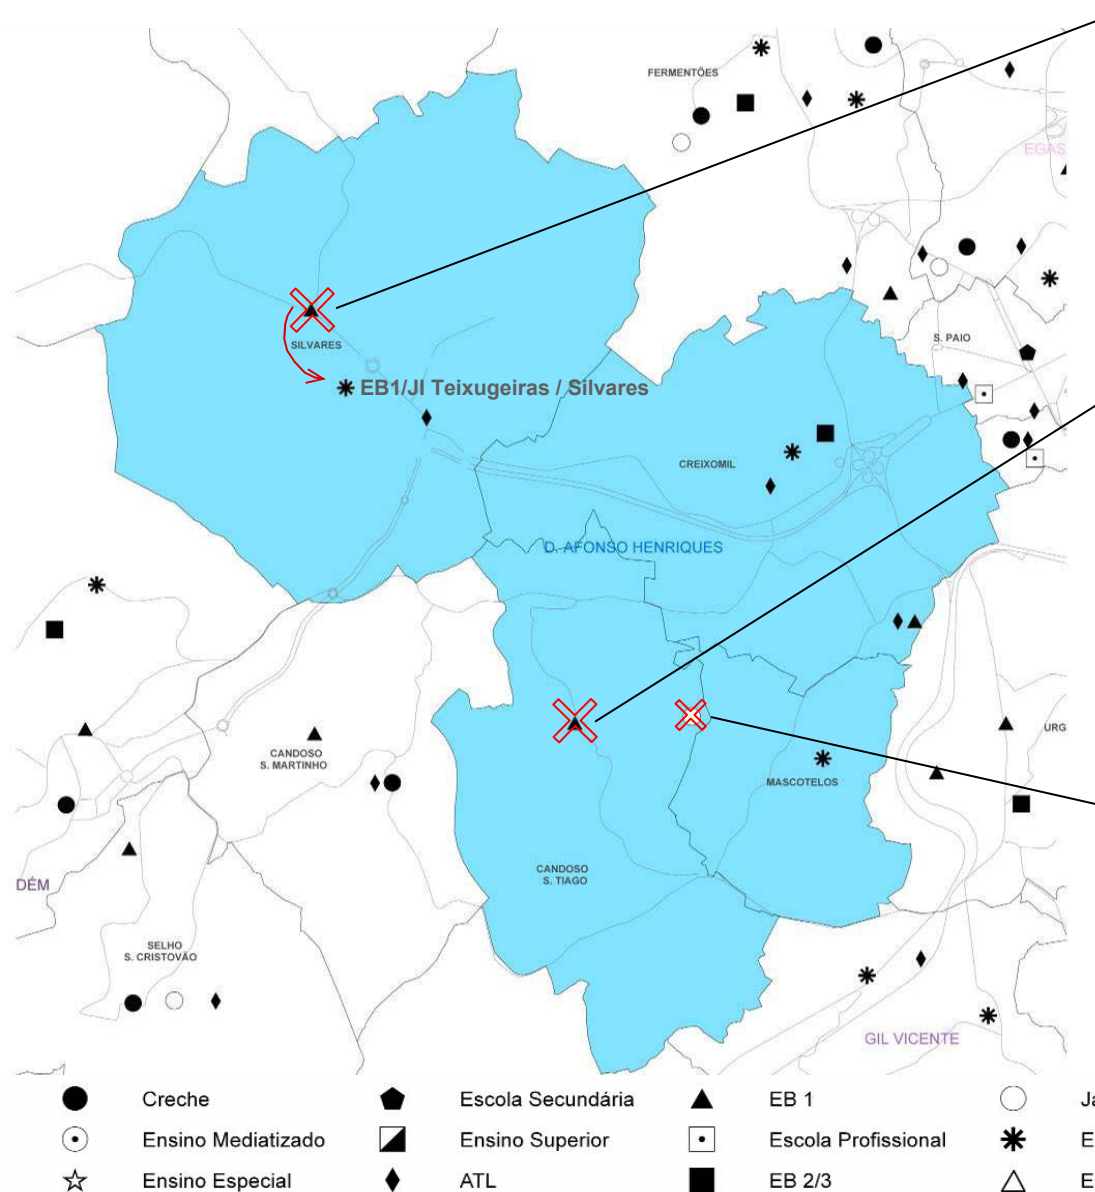 FERMENTÕES
EGAS
SILVARES
S. PAIO
EB1/JI Teixugeiras / Silvares
CREIXOMIL
D. AFONSO HENRIQUES
URG
CANDOSO
S. MARTINHO
MASCOTELOS
CANDOSO
S. TIAGO
DÉM
SELHO
S. CRISTOVÃO
GIL VICENTE
Creche
Escola Secundária
EB 1
Ja
Ensino Mediatizado
Ensino Superior
Escola Profissional
E
Ensino Especial
ATL
EB 2/3
E